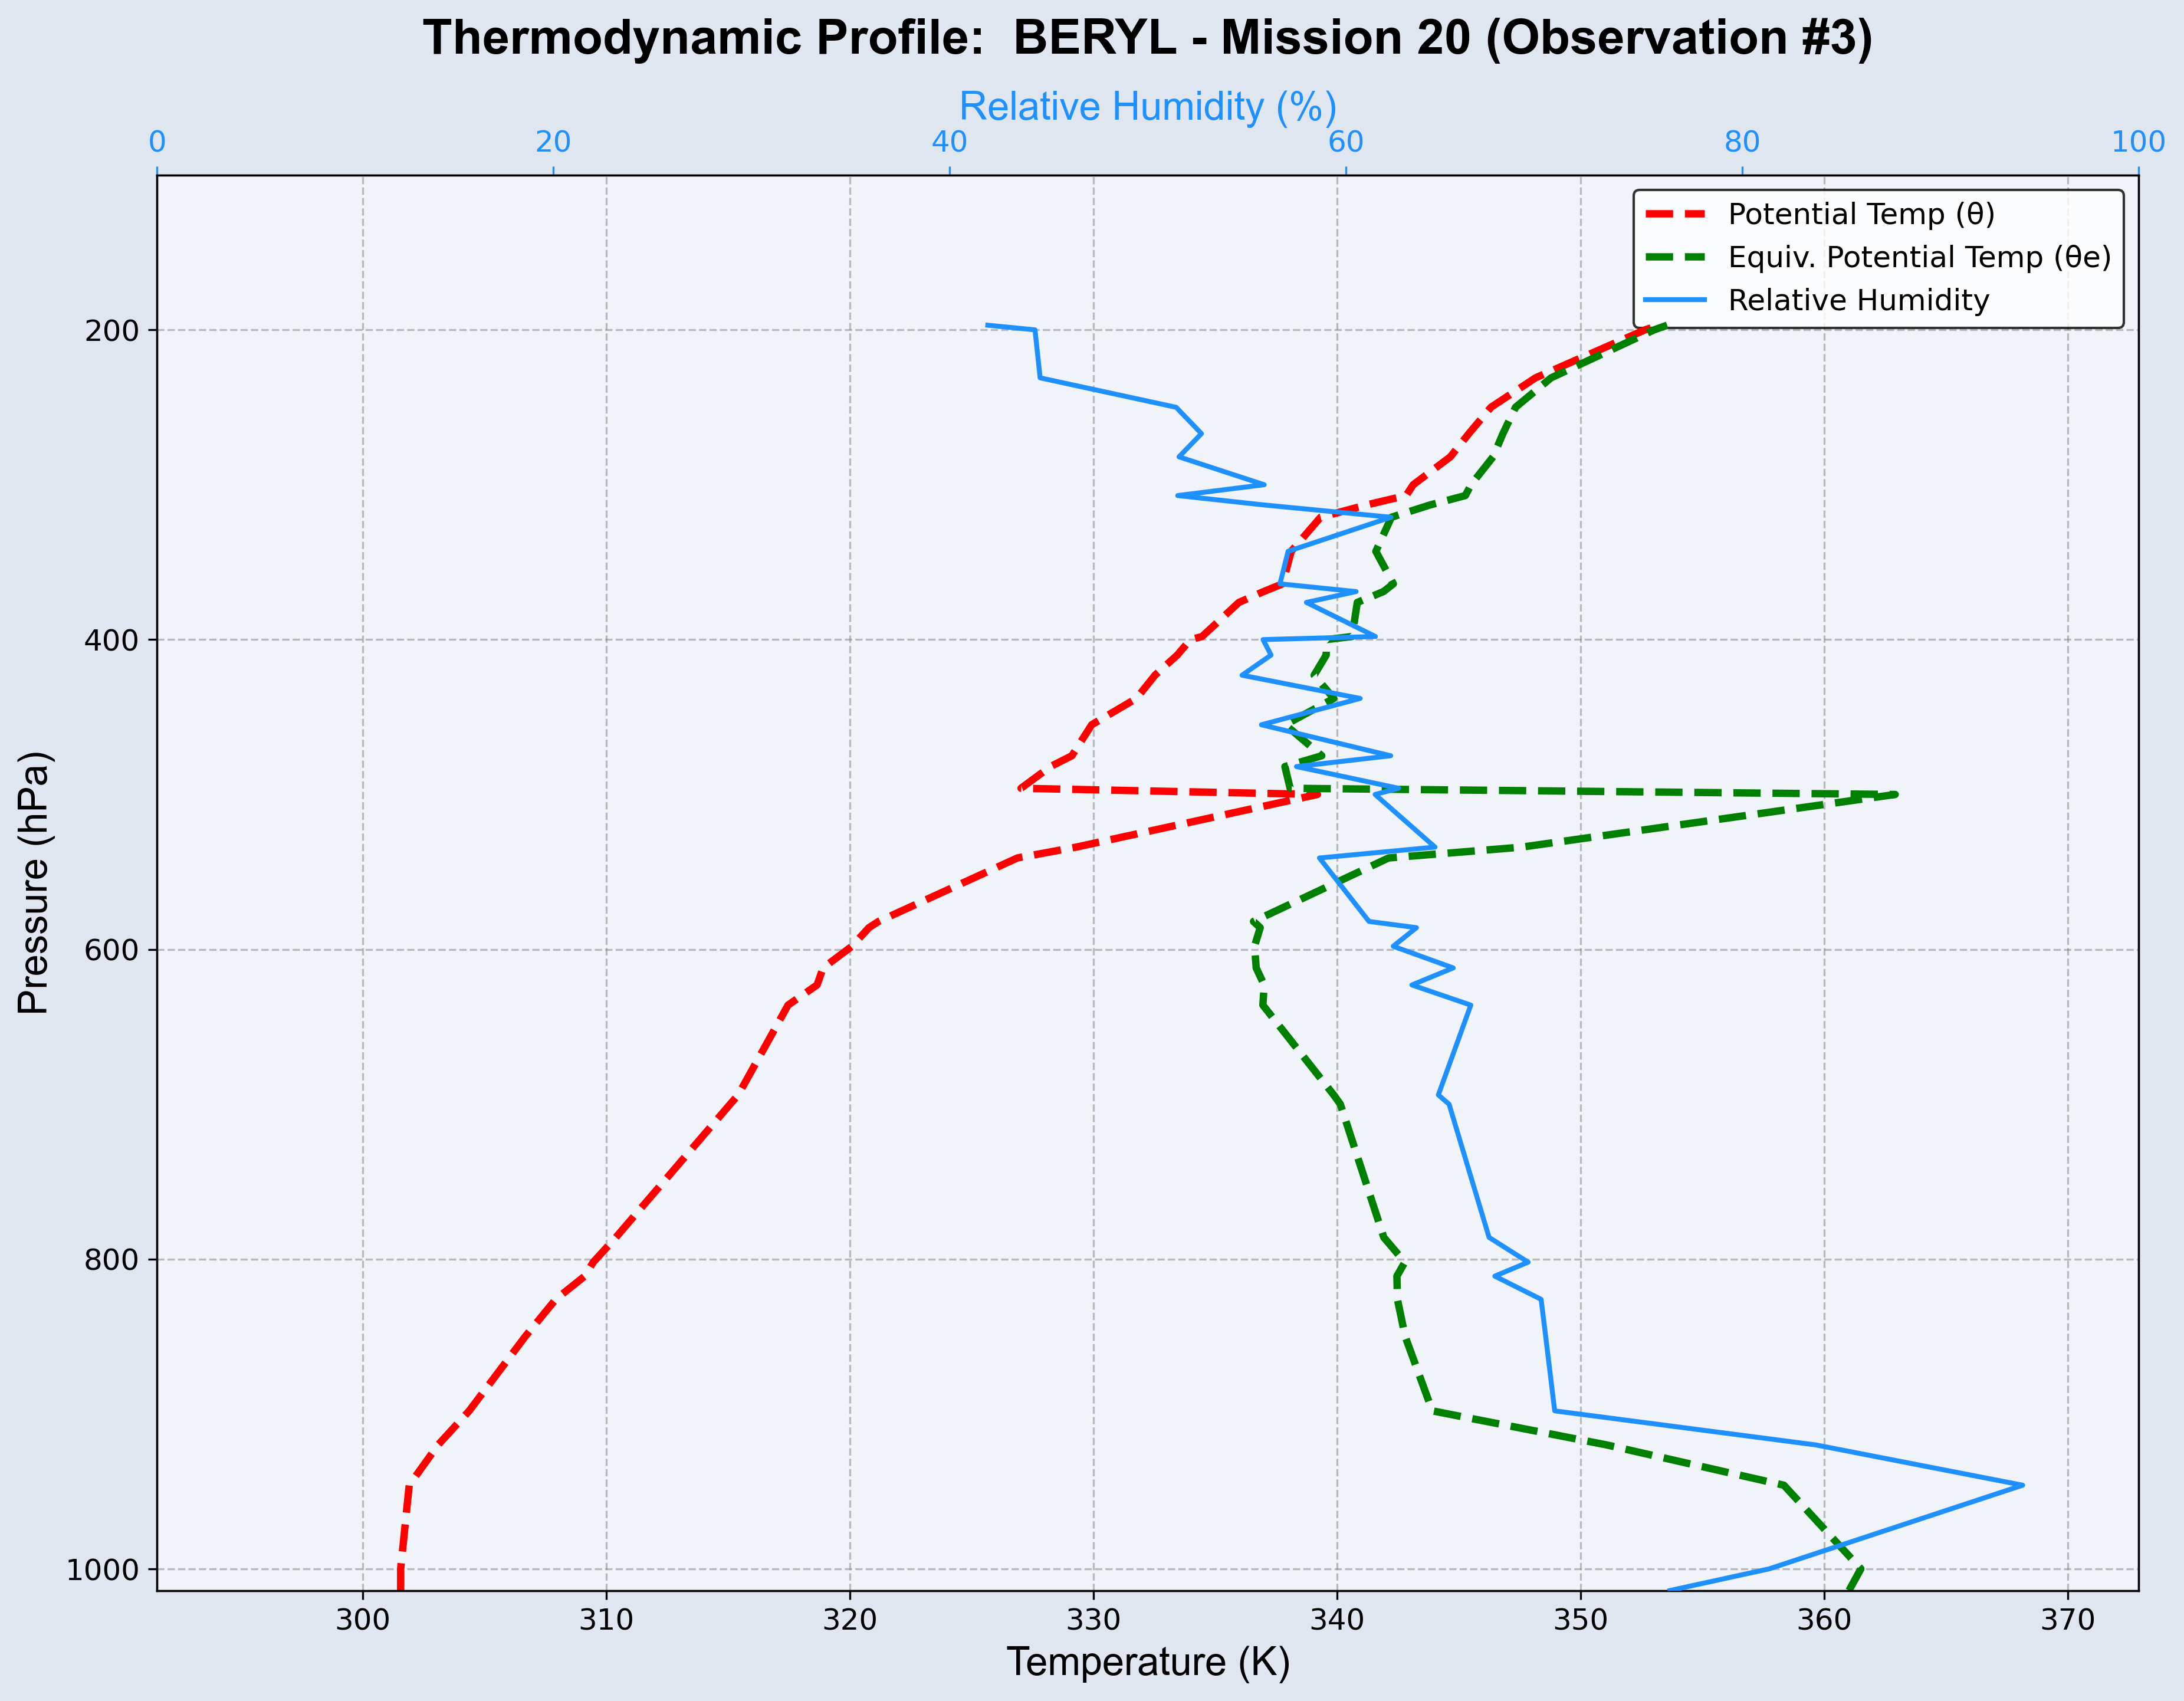 Thermodynamic Profile:  BERYL - Mission 20 (Observation #3)
Relative Humidity (%)
0 20 40 60 80 100
Potential Temp (θ)
Equiv. Potential Temp (θe)
Relative Humidity
200
400
600
800
1000
Pressure (hPa)
300 310 320 330 340 350 360 370
Temperature (K)